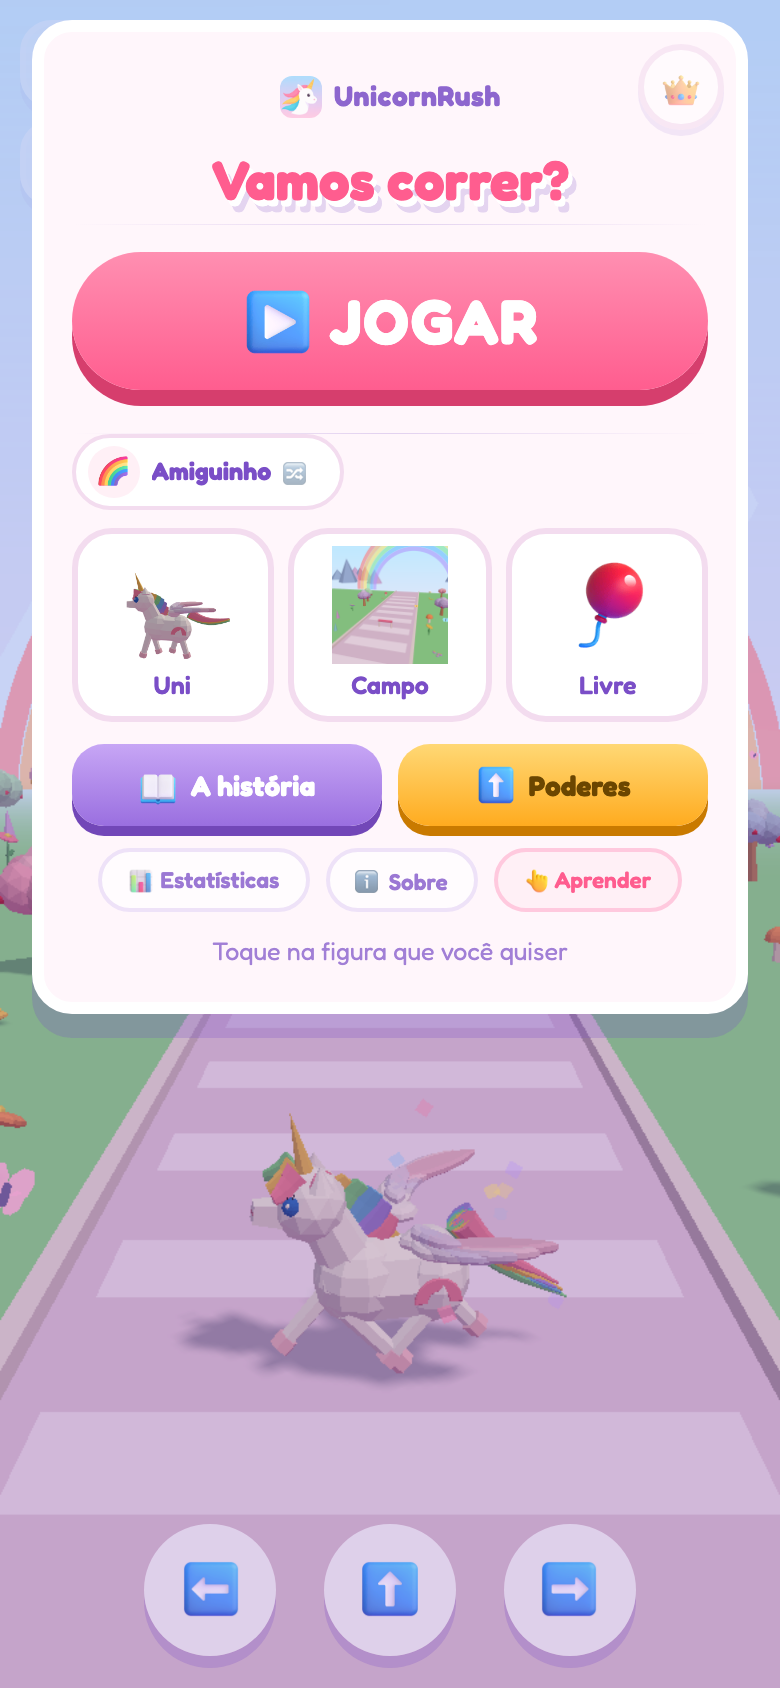 UnicornRush
Vamos correr?
JOGAR
Amiguinho
Uni
Campo
Livre
A história
Poderes
Estatísticas
Sobre
Aprender
Toque na figura que você quiser